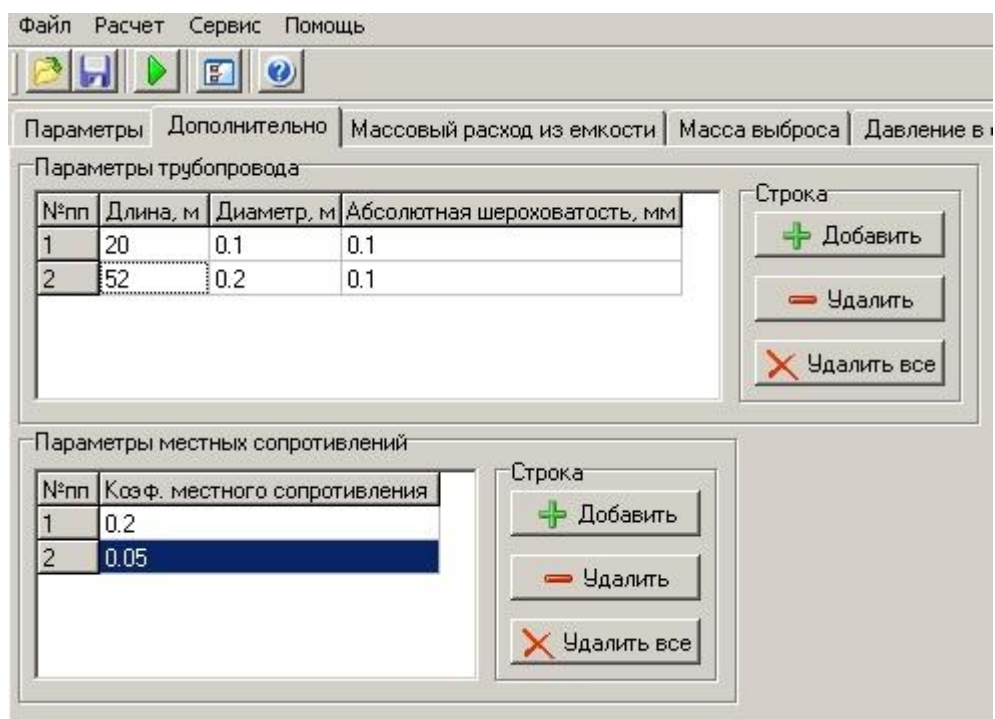 Файл Расчет Сервис Помощь
Параметры Дополнительно Массовый расход из емкости Масса выброса Давление в
Параметры трубопровода
№пп Длина, м Диаметр, м Абсолютная шероховатость, мм
1 20 0.1 0.1
2 52 0.2 0.1
Строка
Добавить
Удалить
Удалить все
Параметры местных сопротивлений
№пп Коэф. местного сопротивления
1 0.2
2 0.05
Строка
Добавить
Удалить
Удалить все